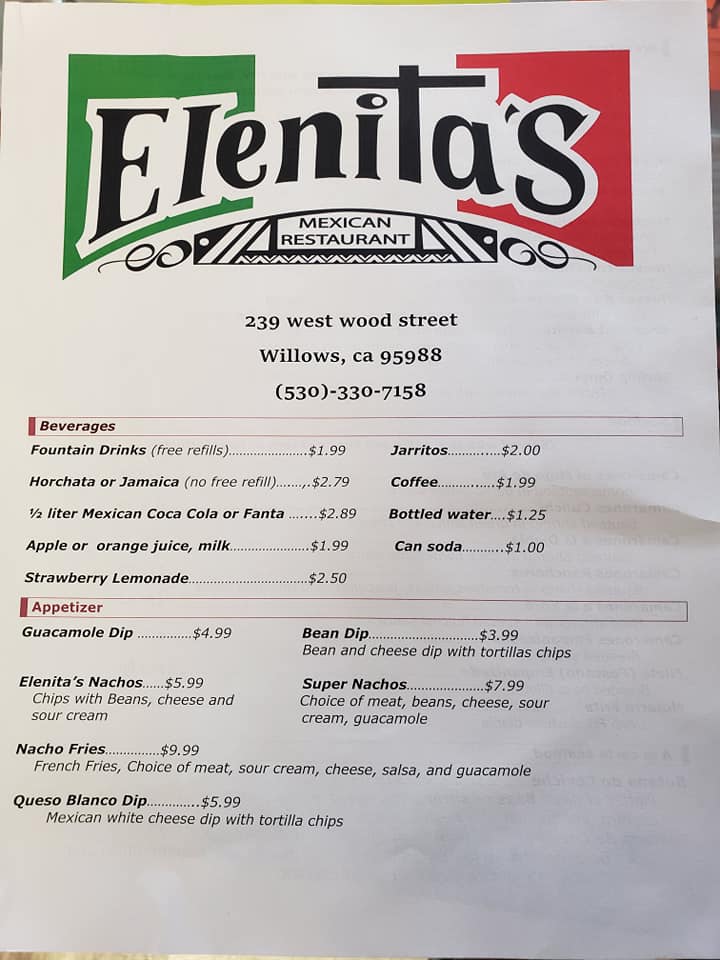 Elenita's
MEXICAN
RESTAURANT
239 west wood street
Willows, ca 95988
(530)-330-7158
Beverages
Fountain Drinks (free refills)......................$1.99
Jarritos.............$2.00
Horchata or Jamaica (no free refill)......,.$2.79
Coffee...............$1.99
½ liter Mexican Coca Cola or Fanta .......$2.89
Bottled water....$1.25
Apple or orange juice, milk......................$1.99
Can soda..........$1.00
Strawberry Lemonade.................................$2.50
Appetizer
Guacamole Dip ..............$4.99
Bean Dip..............................$3.99
Bean and cheese dip with tortillas chips
Elenita's Nachos......$5.99
Super Nachos.....................$7.99
Chips with Beans, cheese and
sour cream
Choice of meat, beans, cheese, sour
cream, guacamole
Nacho Fries...............$9.99
French Fries, Choice of meat, sour cream, cheese, salsa, and guacamole
Queso Blanco Dip...............$5.99
Mexican white cheese dip with tortilla chips